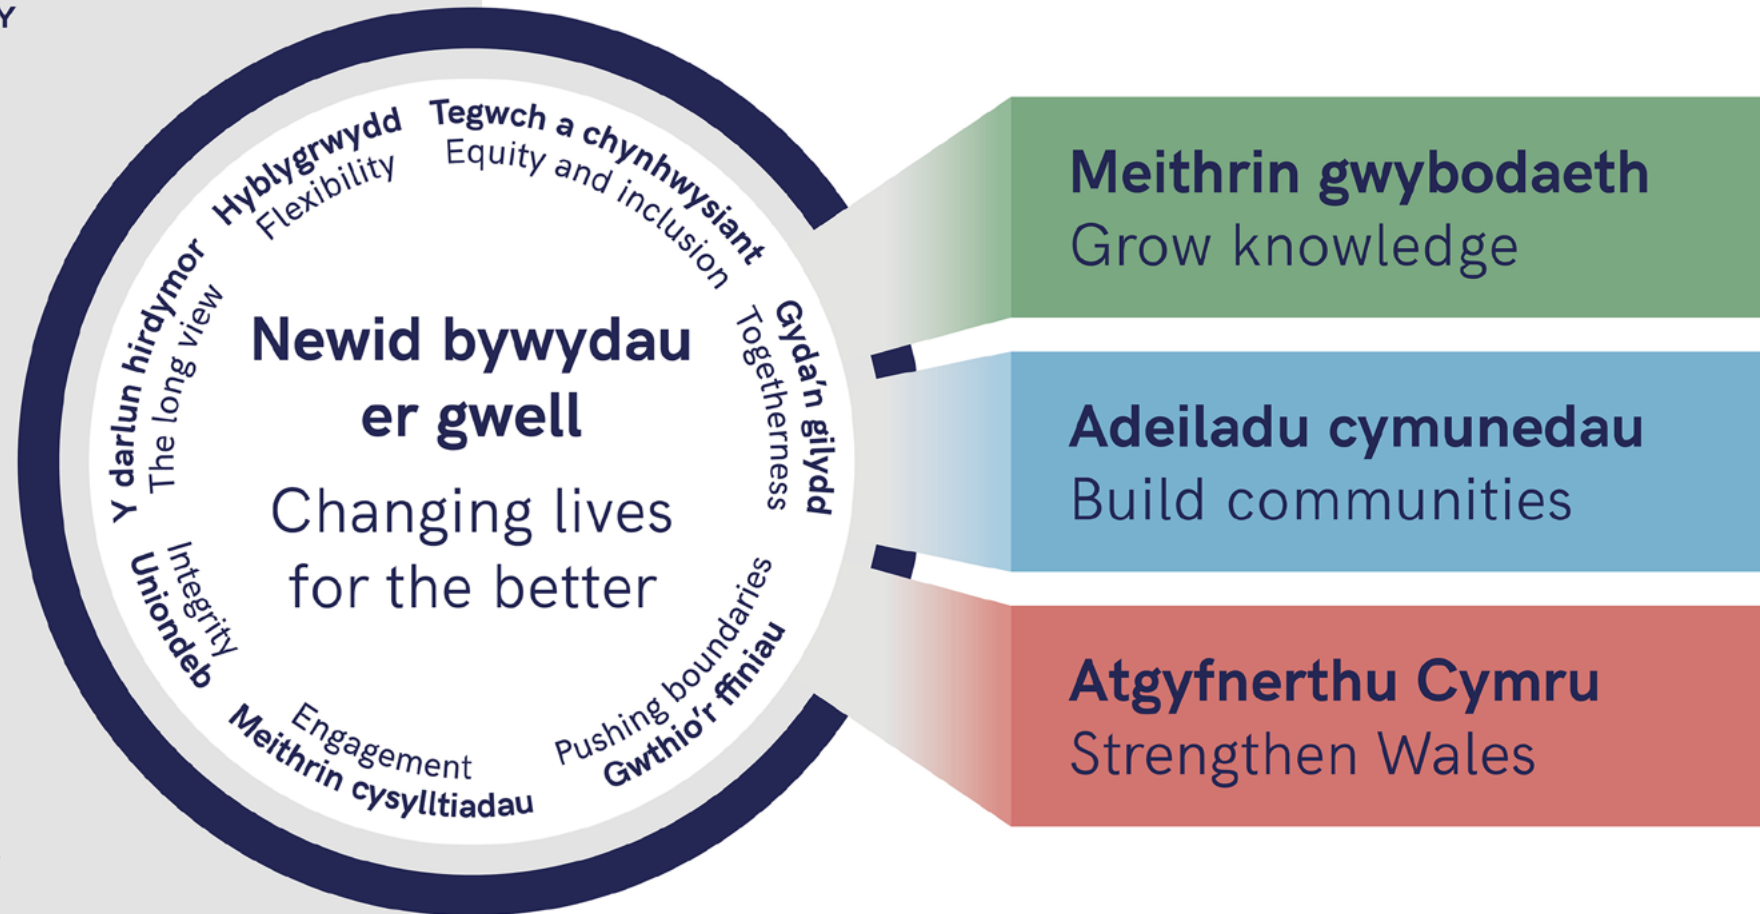 Y
Hyblygrwydd
Flexibility
Tegwch a chynhwysiant
Equity and inclusion
Gyda'n gilydd
Togetherness
Pushing boundaries
Gwthio'r ffiniau
Engagement
Meithrin cysylltiadau
Integrity
Uniondeb
Y darlun hirdymor
The long view
Newid bywydau
er gwell
Changing lives
for the better
Meithrin gwybodaeth
Grow knowledge
Adeiladu cymunedau
Build communities
Atgyfnerthu Cymru
Strengthen Wales